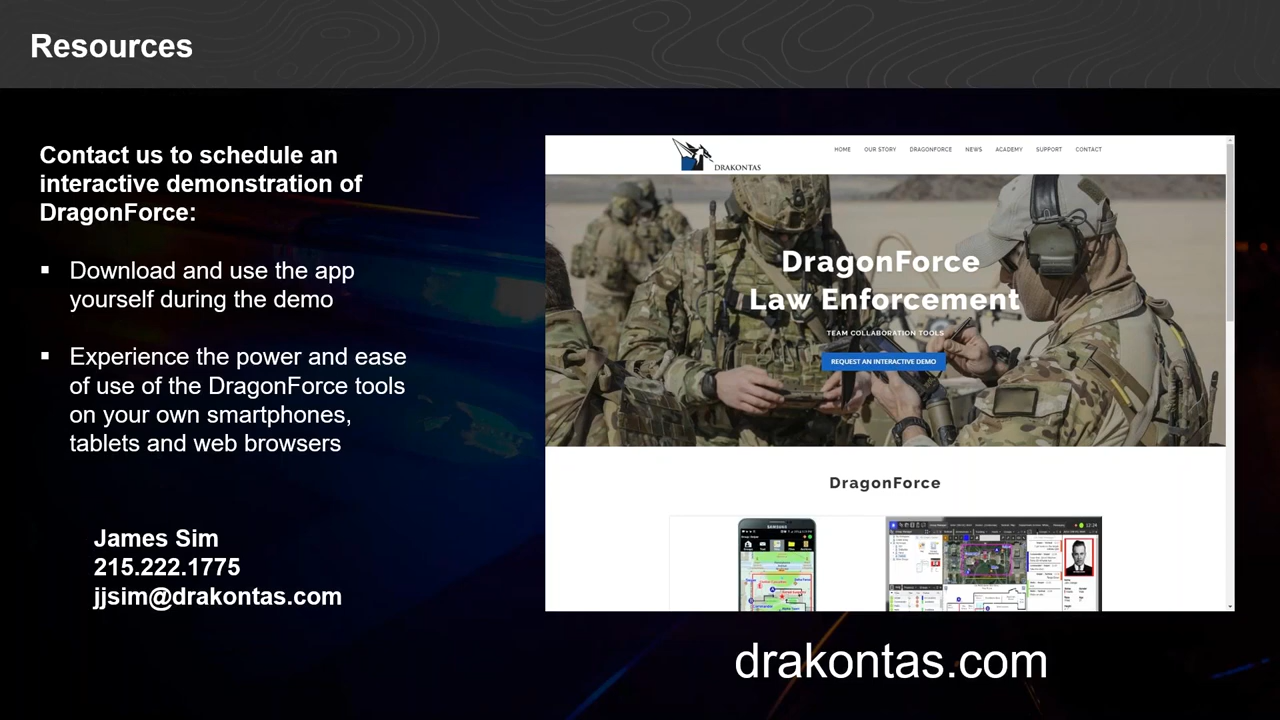 Resources
Contact us to schedule an
interactive demonstration of
DragonForce:
▪ Download and use the app
yourself during the demo
▪ Experience the power and ease
of use of the DragonForce tools
on your own smartphones,
tablets and web browsers
James Sim
215.222.1775
jjsim@drakontas.com
DRAKONTAS
HOME OUR STORY DRAGONFORCE NEWS ACADEMY SUPPORT CONTACT
DragonForce
Law Enforcement
TEAM COLLABORATION TOOLS
REQUEST AN INTERACTIVE DEMO
DragonForce
SAMSUNG
13:24
drakontas.com